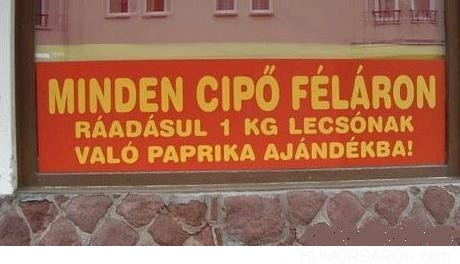 MINDEN CIPŐ FÉLÁRON
RÁADÁSUL 1 KG LECSÓNAK
VALÓ PAPRIKA AJÁNDÉKBA!
HUMORSAROK.COM